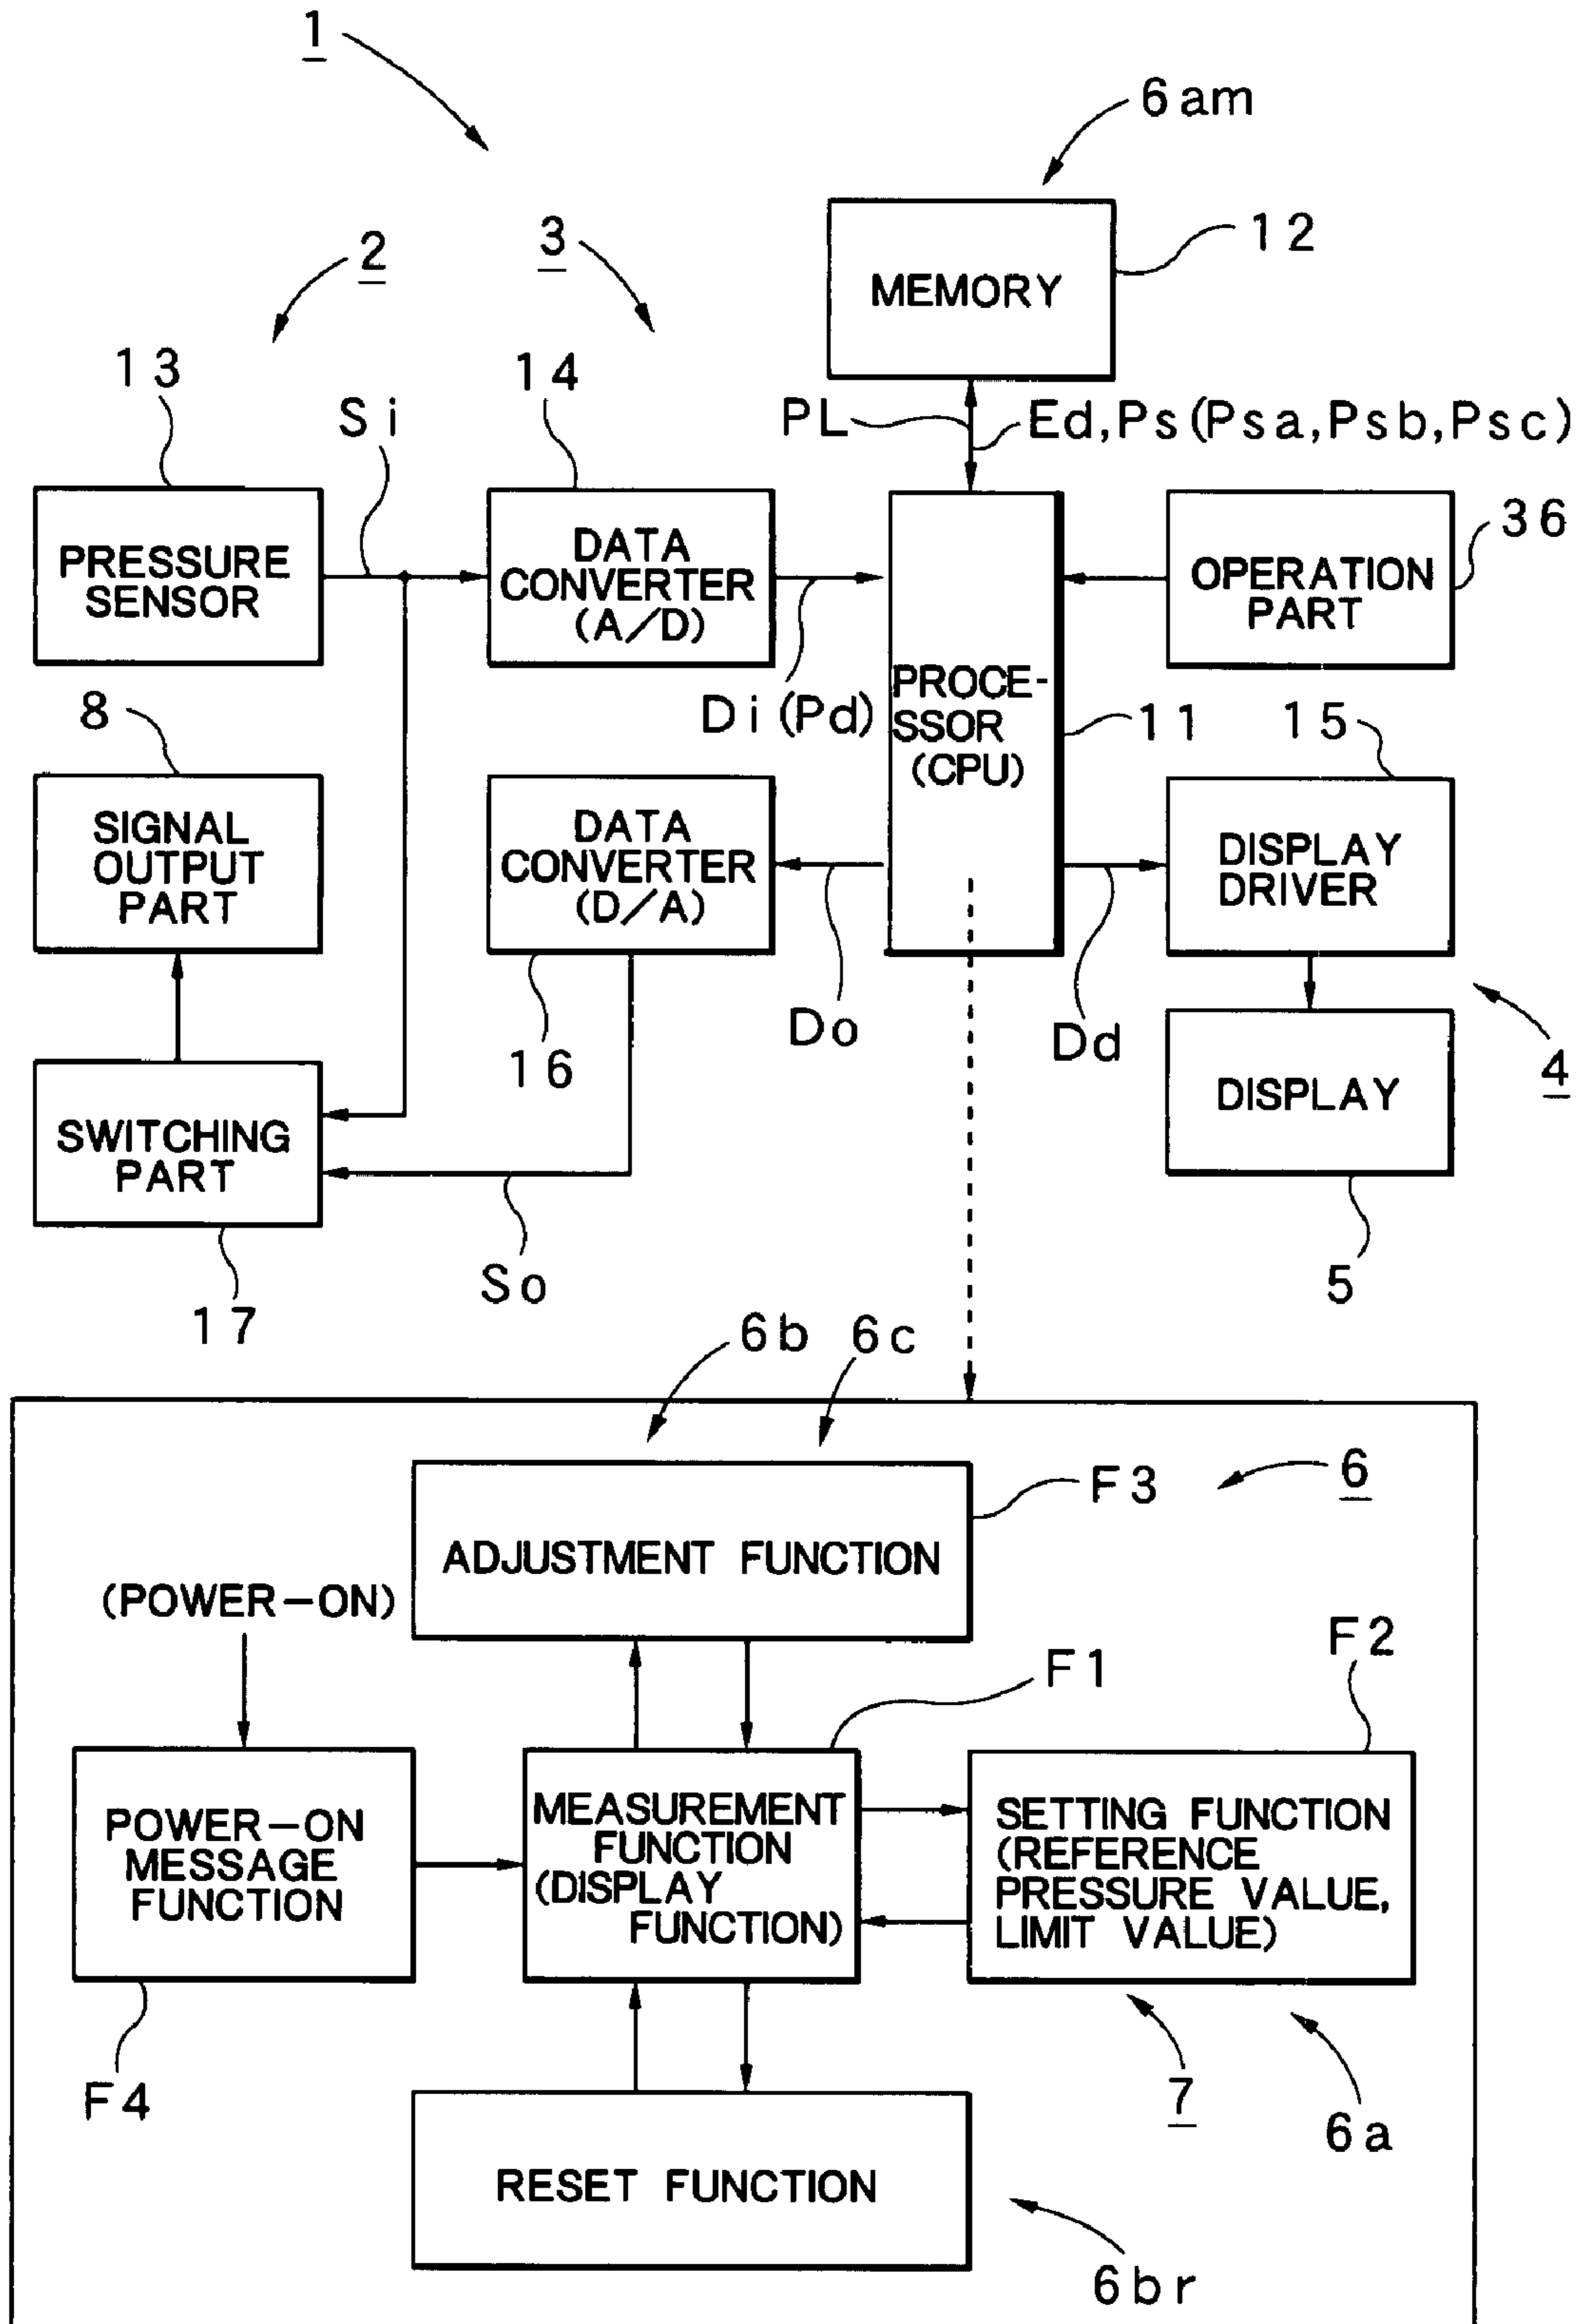 1
6am
2
3
12
MEMORY
13
14
Si
PL
Ed,Ps(Psa,Psb,Psc)
PRESSURE
SENSOR
DATA
CONVERTER
(A/D)
OPERATION
PART
36
Di(Pd)
PROCE-
SSOR
(CPU)
11
8
15
SIGNAL
OUTPUT
PART
DATA
CONVERTER
(D/A)
DISPLAY
DRIVER
Do
Dd
16
4
SWITCHING
PART
DISPLAY
So
5
17
6b
6c
6
F3
ADJUSTMENT FUNCTION
(POWER-ON)
F1
F2
POWER-ON
MESSAGE
FUNCTION
MEASUREMENT
FUNCTION
(DISPLAY
FUNCTION)
SETTING FUNCTION
(REFERENCE
PRESSURE VALUE,
LIMIT VALUE)
F4
7
6a
RESET FUNCTION
6br